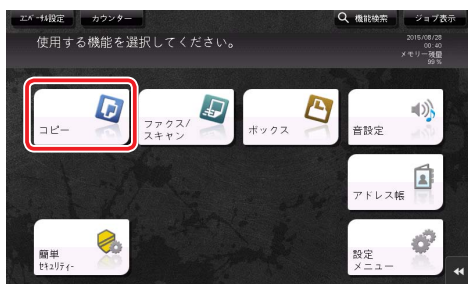 ユニバーサル設定 カウンター 機能検索 ジョブ表示
使用する機能を選択してください。
2015/08/28
00:40
メモリー残量
99 %
コピー
ファクス/
スキャン
ボックス
音設定
アドレス帳
簡単
セキュリティー
設定
メニュー